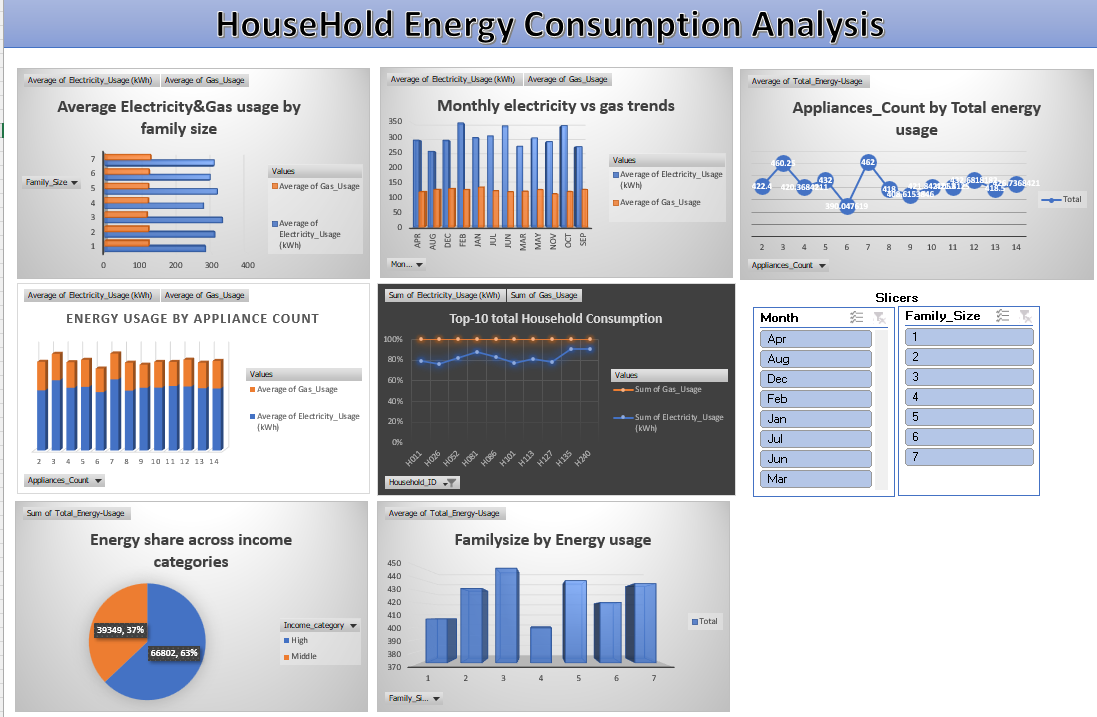 HouseHold Energy Consumption Analysis
Average of Electricity_Usage (kWh) Average of Gas_Usage
Average Electricity&Gas usage by
family size
7
6
5
4
3
2
1
Family_Size
0 100 200 300 400
Values
Average of Gas_Usage
Average of
Electricity_Usage
(kWh)
Average of Electricity_Usage (kWh) Average of Gas_Usage
Monthly electricity vs gas trends
350
300
250
200
150
100
50
0
APR AUG DEC FEB JAN JUL JUN MAR MAY NOV OCT SEP
Mon...
Values
Average of Electricity_Usage
(kWh)
Average of Gas_Usage
Average of Total_Energy-Usage
Appliances_Count by Total energy
usage
422.4 460.25 432 462 418
2 3 4 5 6 7 8 9 10 11 12 13 14
Total
Appliances_Count
Average of Electricity_Usage (kWh) Average of Gas_Usage
ENERGY USAGE BY APPLIANCE COUNT
2 3 4 5 6 7 8 9 10 11 12 13 14
Values
Average of Gas_Usage
Average of Electricity_Usage
(kWh)
Appliances_Count
Sum of Electricity_Usage (kWh) Sum of Gas_Usage
Top-10 total Household Consumption
100%
80%
60%
40%
20%
0%
H011 H026 H052 H081 H086 H101 H113 H127 H135 H240
Values
Sum of Gas_Usage
Sum of Electricity_Usage
(kWh)
Household_ID
Slicers
Month
Apr
Aug
Dec
Feb
Jan
Jul
Jun
Mar
Family_Size
1
2
3
4
5
6
7
Sum of Total_Energy-Usage
Energy share across income
categories
39349, 37%
66802, 63%
Income_category
High
Middle
Average of Total_Energy-Usage
Familysize by Energy usage
450
440
430
420
410
400
390
380
370
1 2 3 4 5 6 7
Total
Family_Si...